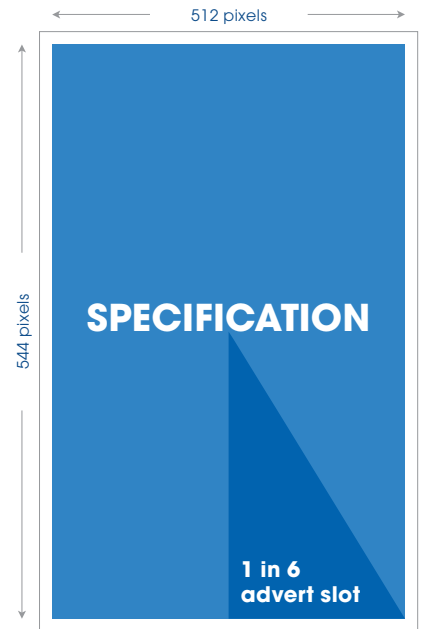 512 pixels
544 pixels
SPECIFICATION
1 in 6
advert slot